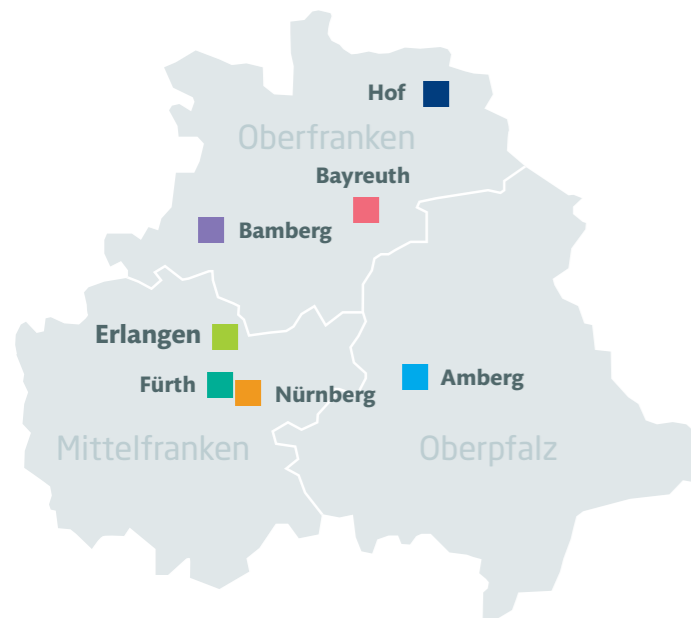 Hof
Oberfranken
Bayreuth
Bamberg
Erlangen
Fürth
Nürnberg
Amberg
Mittelfranken
Oberpfalz